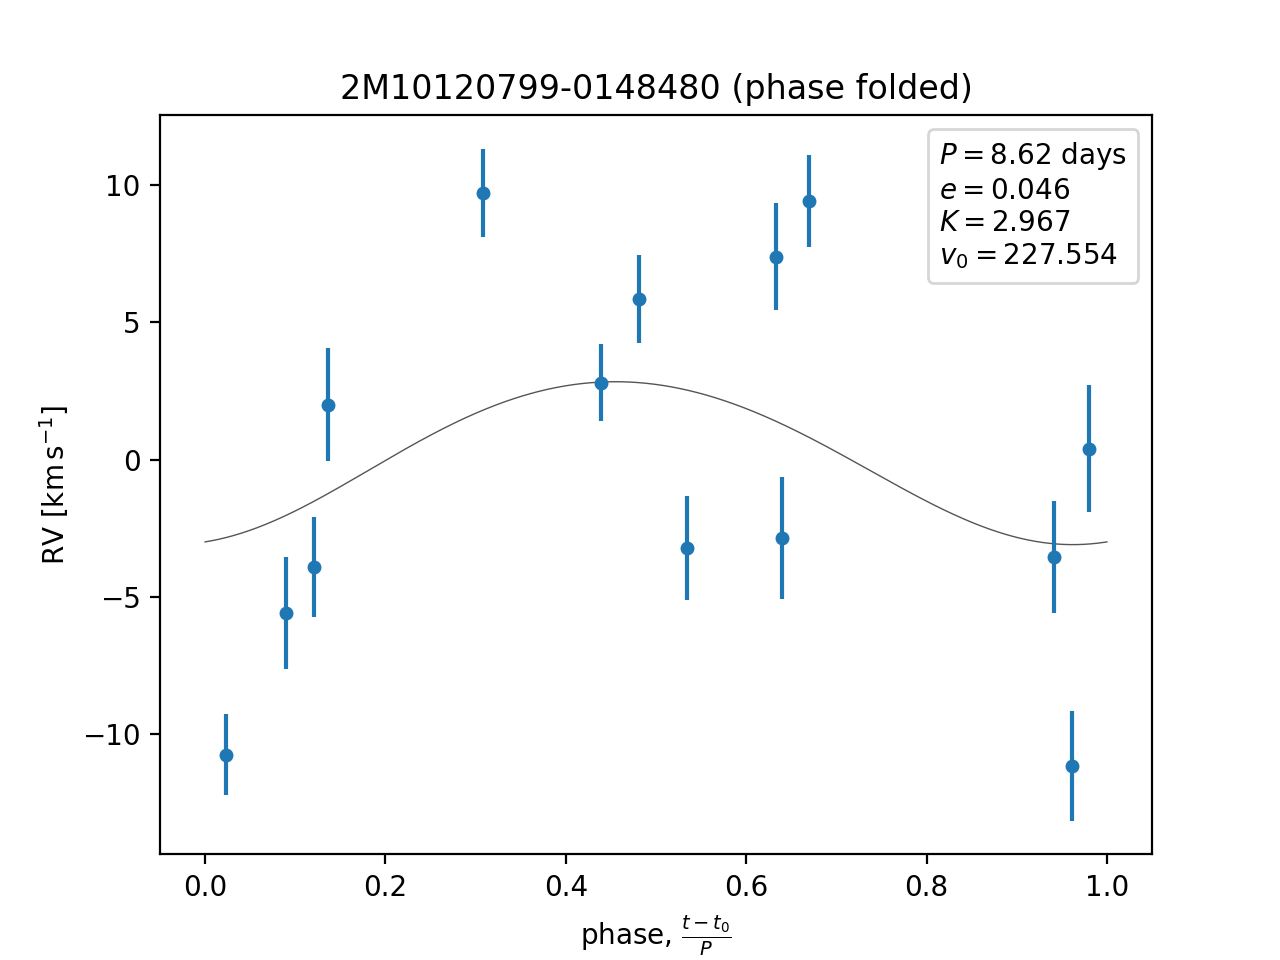 2M10120799-0148480 (phase folded)
P = 8.62 days
e = 0.046
K = 2.967
v₀ = 227.554
10
5
0
−5
−10
RV [km s⁻¹]
0.0 0.2 0.4 0.6 0.8 1.0
phase, (t − t₀)/P